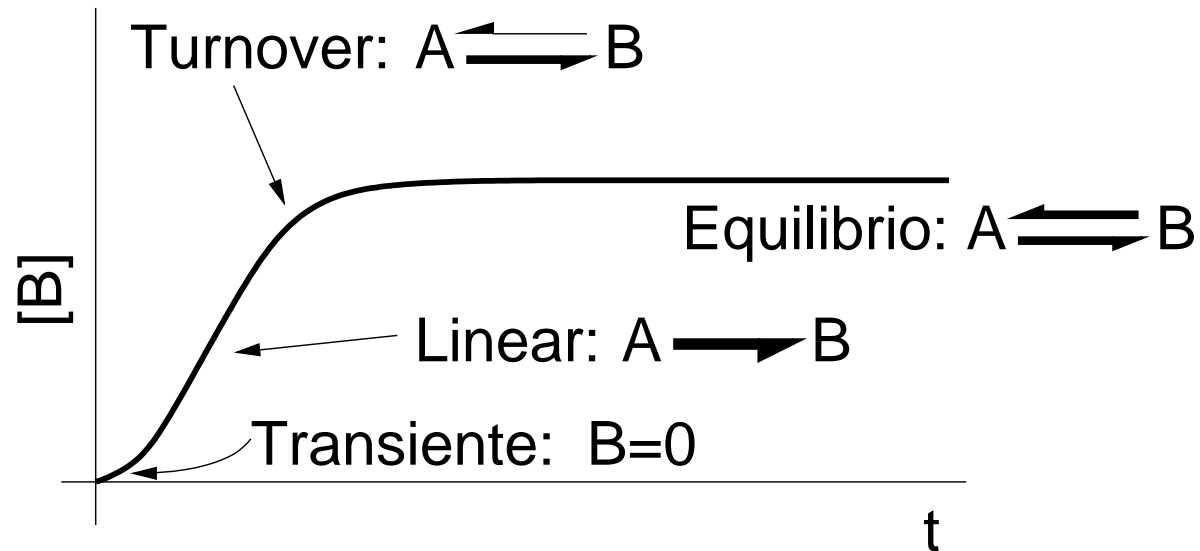 Turnover: A B
Equilibrio: A B
[B]
Linear: A B
Transiente: B=0
t